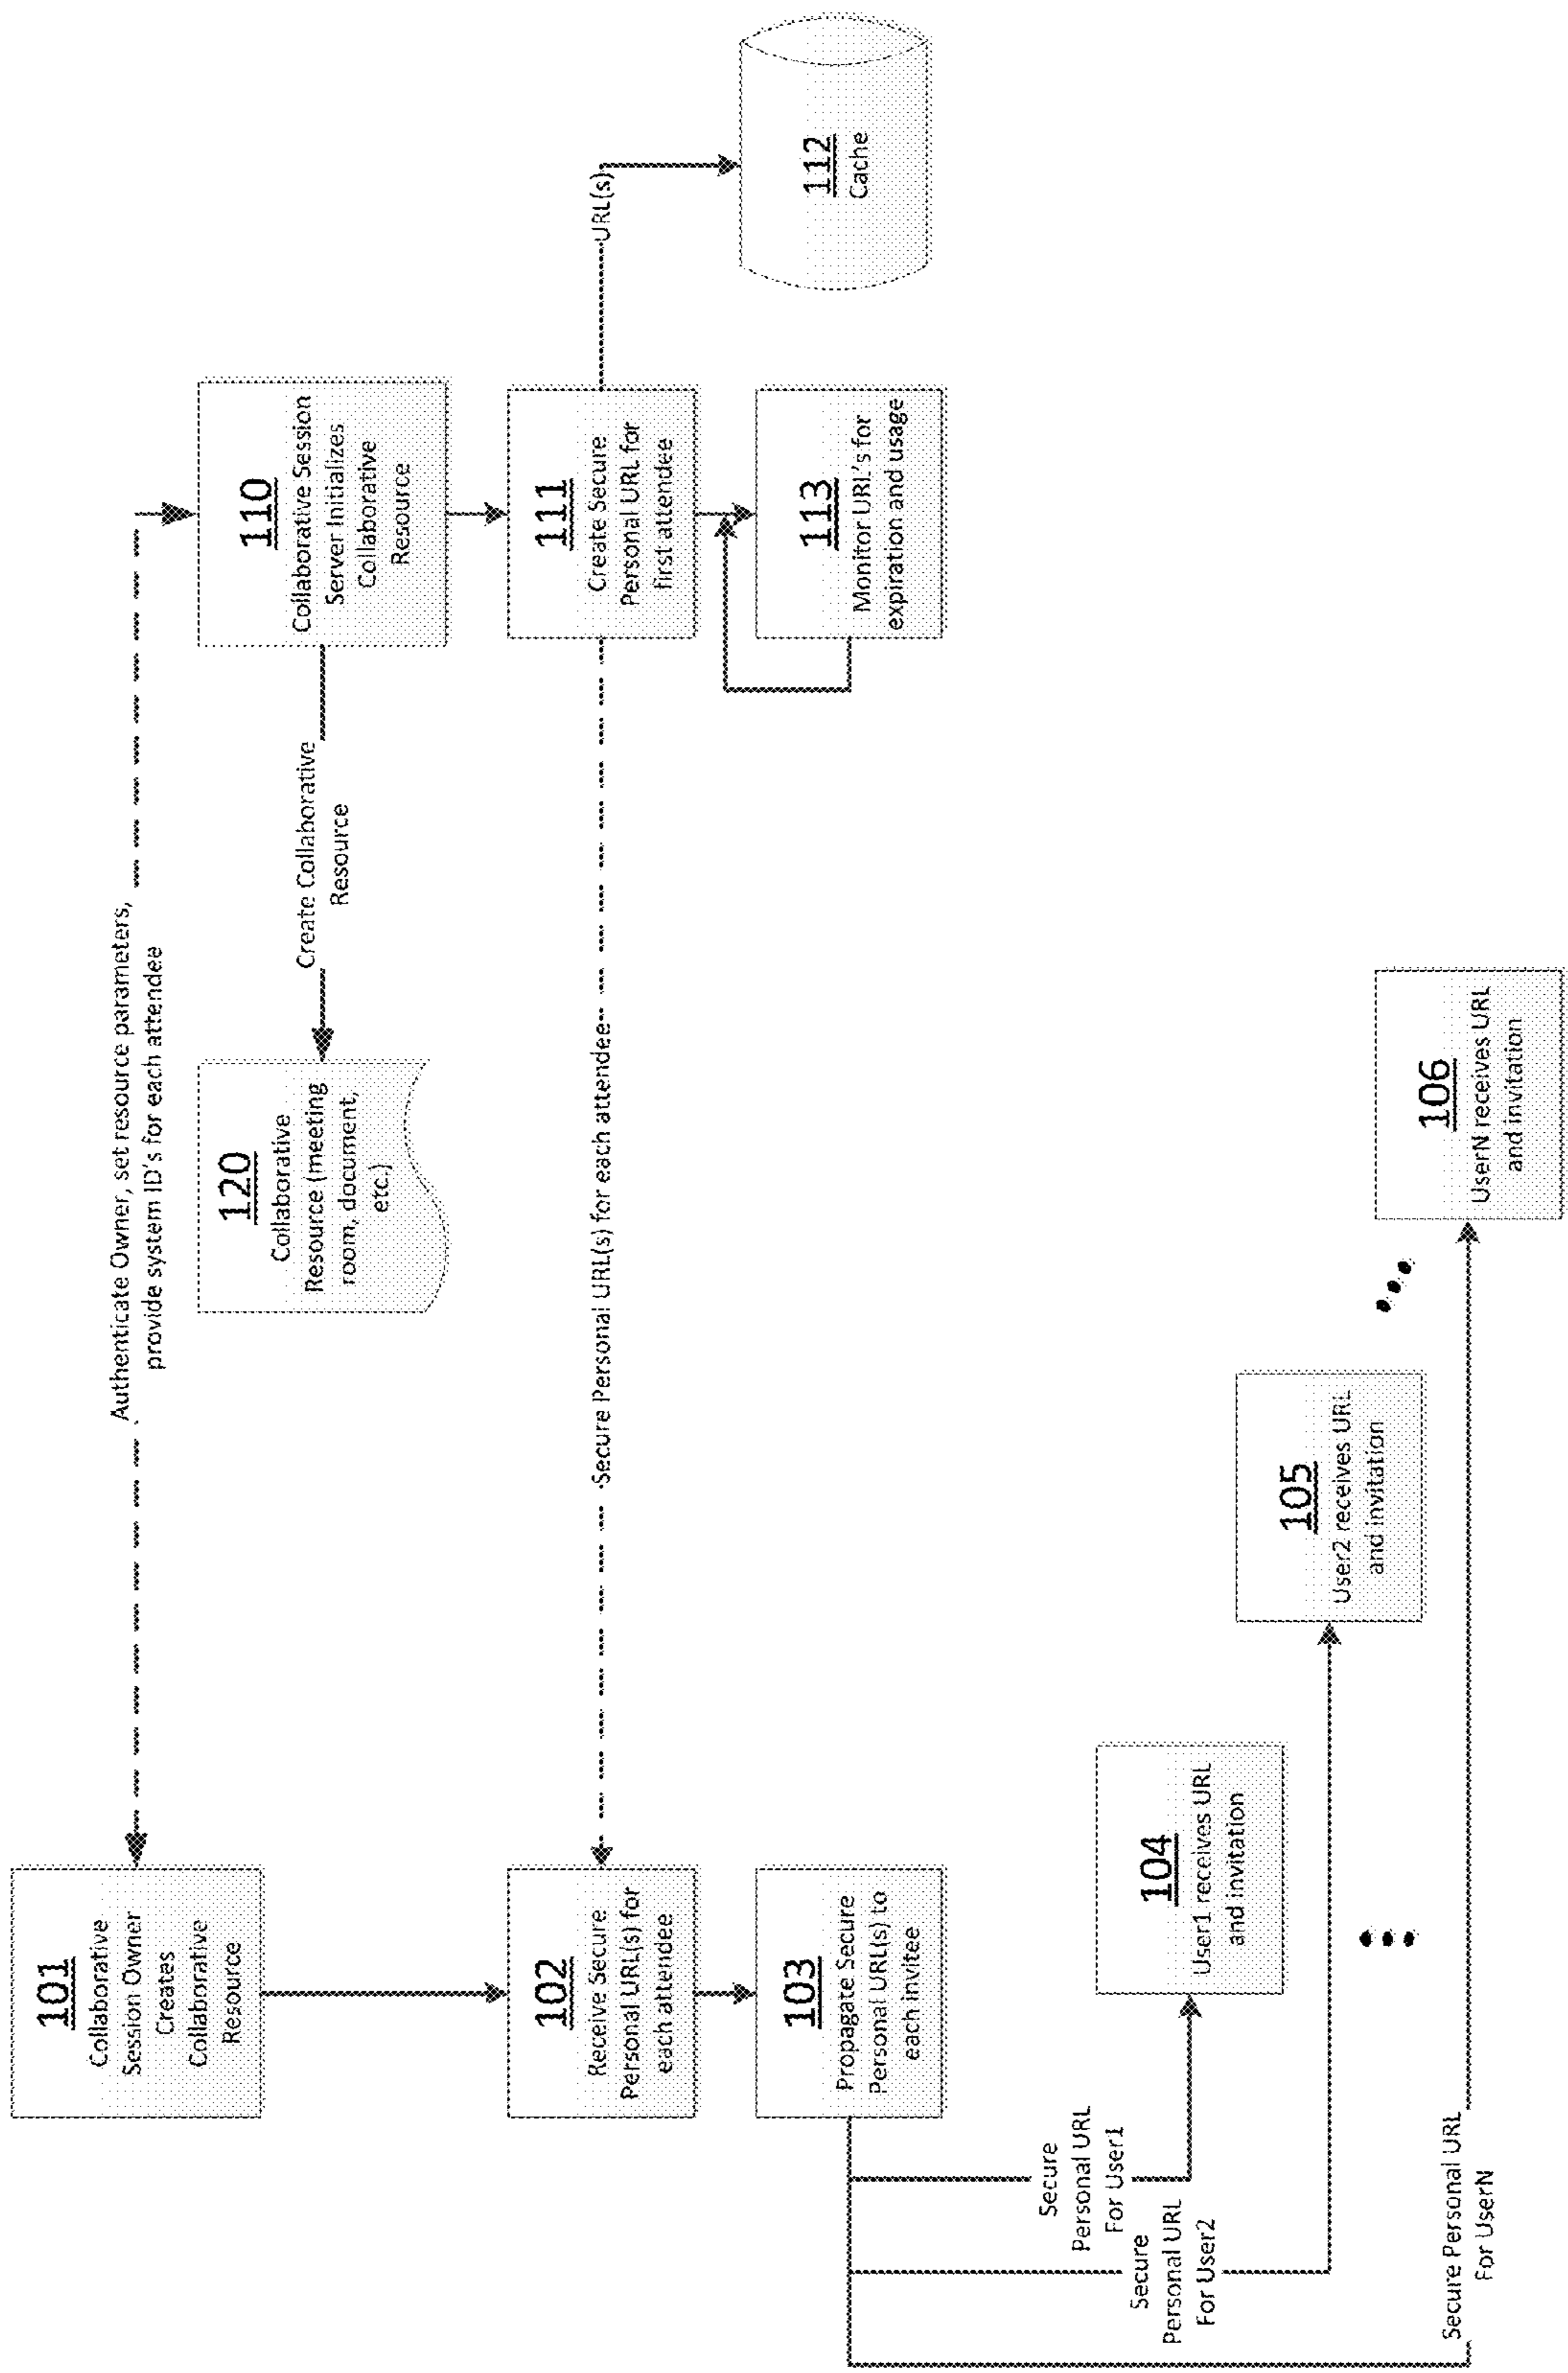 101
Collaborative
Session Owner
Creates
Collaborative
Resource
Authenticate Owner, set resource parameters,
provide system ID's for each attendee
110
Collaborative Session
Server Initializes
Collaborative
Resource
Create Collaborative
Resource
120
Collaborative
Resource (meeting
room, document,
etc.)
102
Receive Secure
Personal URL(s) for
each attendee
Secure Personal URL(s) for each attendee
111
Create Secure
Personal URL for
first attendee
URL(s)
112
Cache
103
Propagate Secure
Personal URL(s) to
each invitee
113
Monitor URL's for
expiration and usage
Secure
Personal URL
For User1
104
User1 receives URL
and invitation
Secure
Personal URL
For User2
105
User2 receives URL
and invitation
Secure Personal URL
For UserN
106
UserN receives URL
and invitation